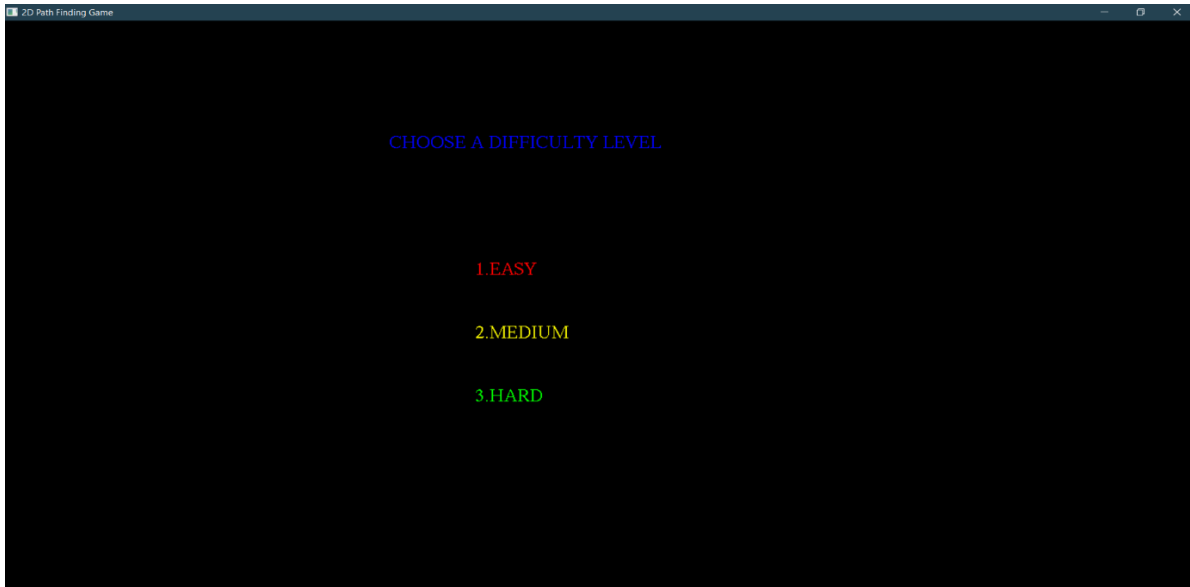 2D Path Finding Game
CHOOSE A DIFFICULTY LEVEL
1.EASY
2.MEDIUM
3.HARD